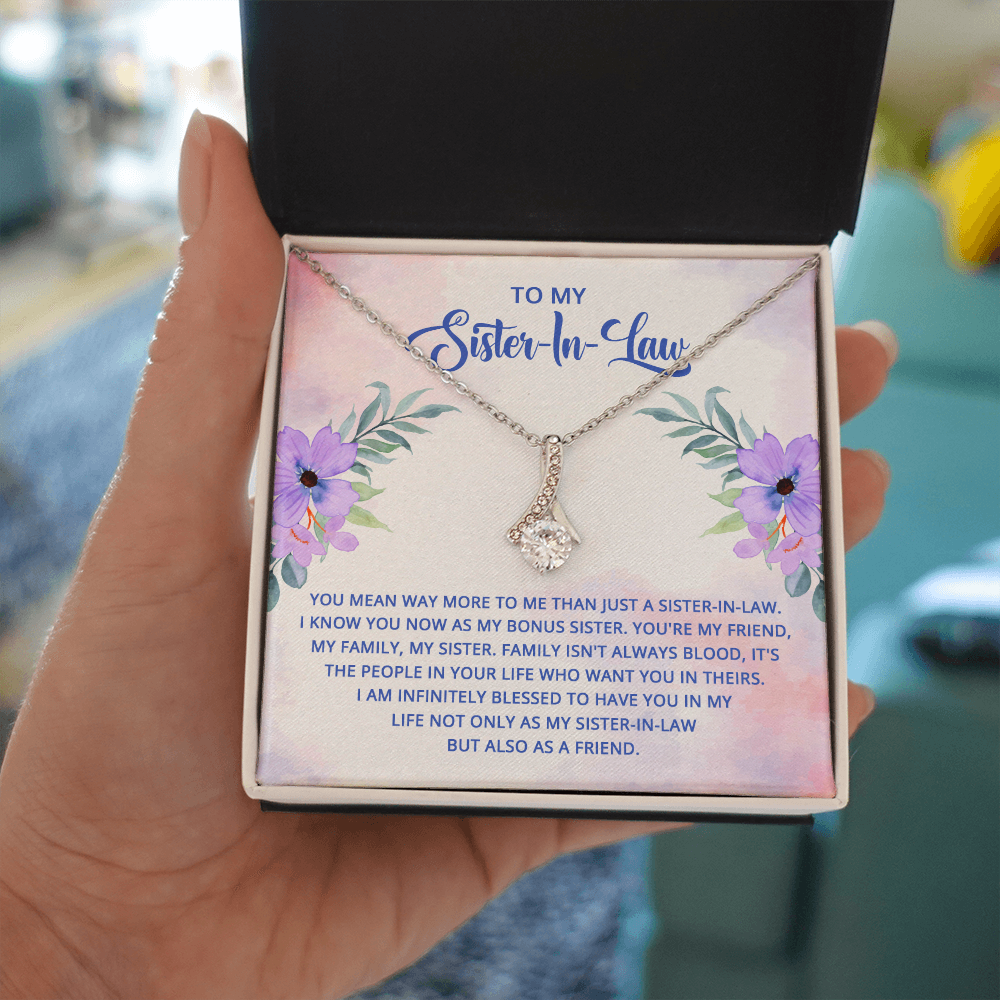 TO MY
Sister-In-Law
YOU MEAN WAY MORE TO ME THAN JUST A SISTER-IN-LAW.
I KNOW YOU NOW AS MY BONUS SISTER. YOU'RE MY FRIEND,
MY FAMILY, MY SISTER. FAMILY ISN'T ALWAYS BLOOD, IT'S
THE PEOPLE IN YOUR LIFE WHO WANT YOU IN THEIRS.
I AM INFINITELY BLESSED TO HAVE YOU IN MY
LIFE NOT ONLY AS MY SISTER-IN-LAW
BUT ALSO AS A FRIEND.